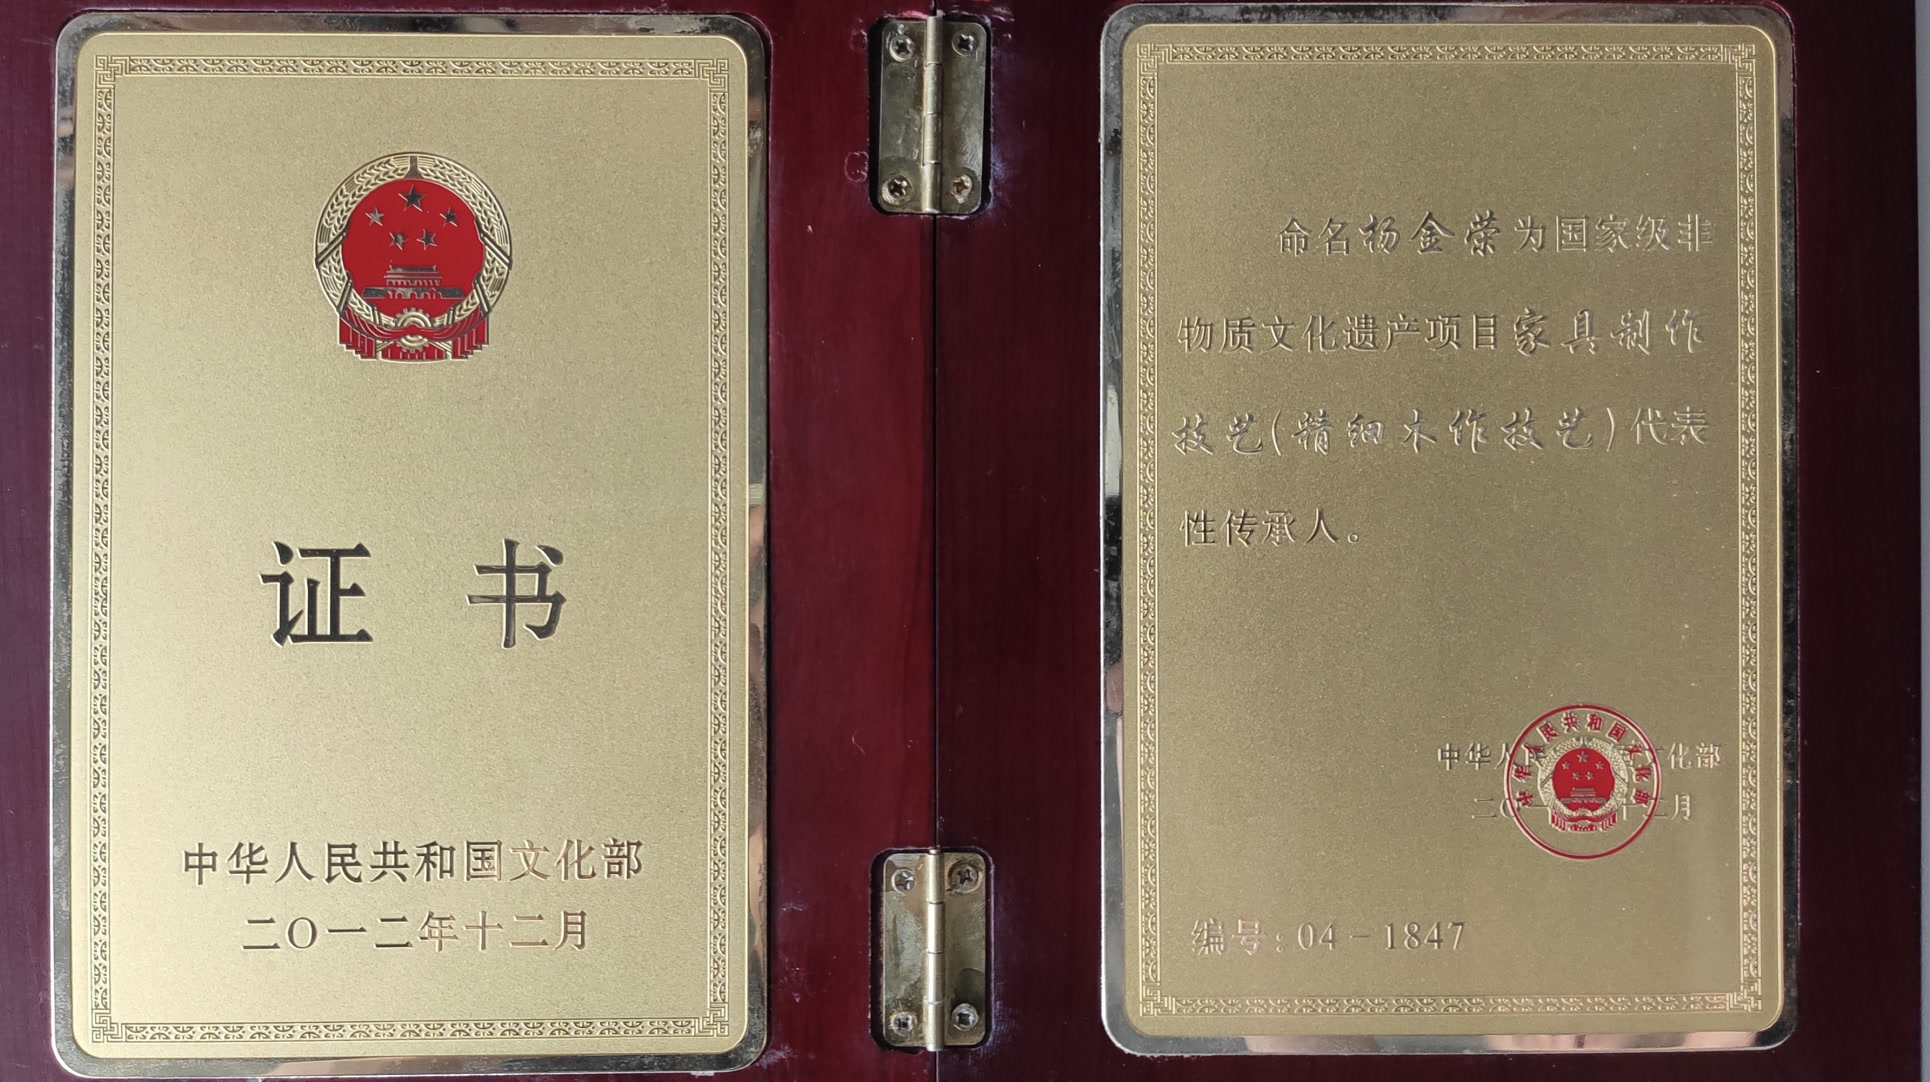 证书
中华人民共和国文化部
二〇一二年十二月
命名杨金荣为国家级非
物质文化遗产项目家具制作
技艺(精细木作技艺)代表
性传承人。
中华人民共和国文化部
中华人民 文化部
二〇一 十二月
编号:04-1847